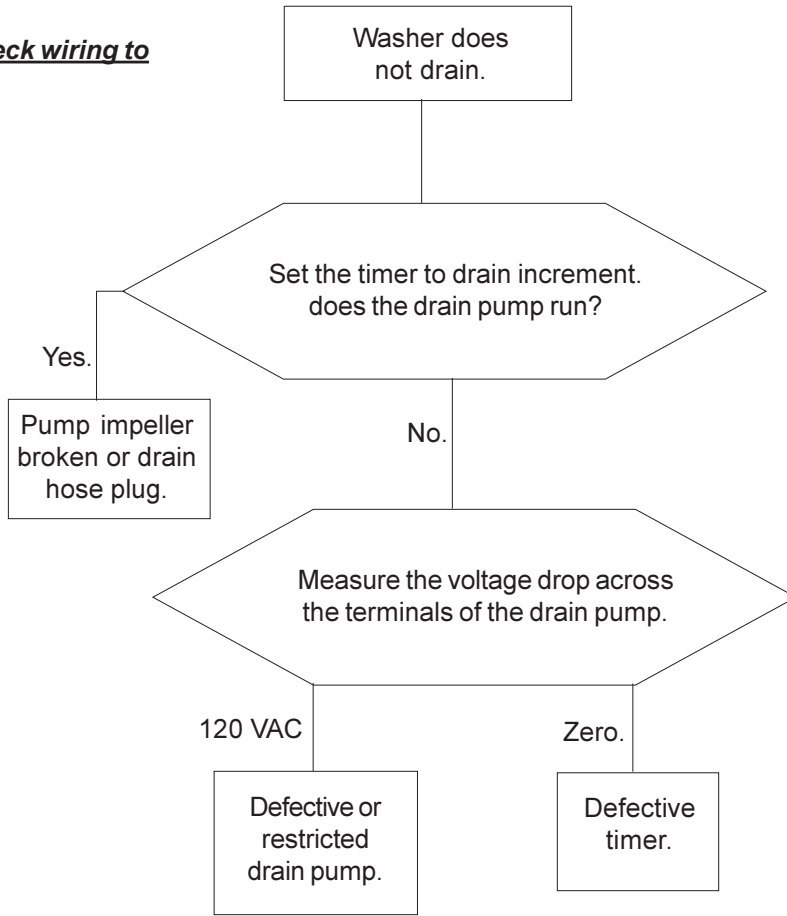 wiring to
Washer does
not drain.
Set the timer to drain increment.
does the drain pump run?
Yes.
Pump impeller
broken or drain
hose plug.
No.
Measure the voltage drop across
the terminals of the drain pump.
120 VAC
Zero.
Defective or
restricted
drain pump.
Defective
timer.